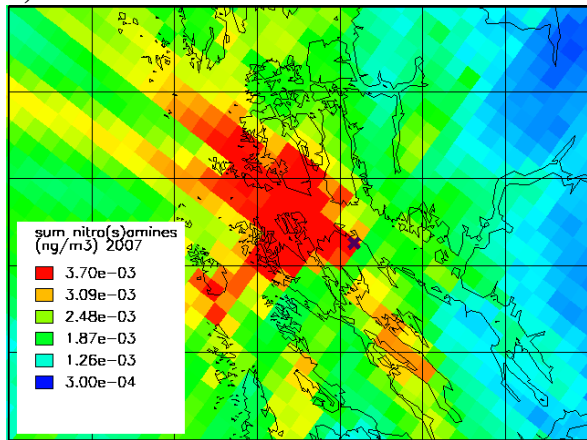 sum nitro(s)amines
(ng/m3) 2007
3.70e-03
3.09e-03
2.48e-03
1.87e-03
1.26e-03
3.00e-04